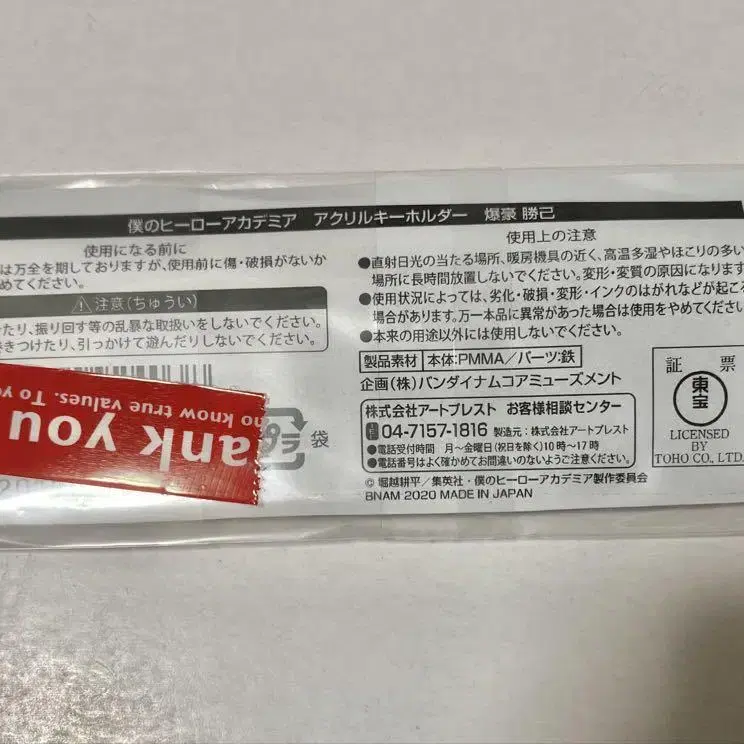 僕のヒーローアカデミア アクリルキーホルダー 爆豪 勝己
使用になる前に
は万全を期しておりますが、使用前に傷・破損がないか
めてください。
⚠注意(ちゅうい)
けたり、振り回す等の乱暴な取扱いをしないでください。
きつけたり、引っかけて遊んだりしないでください。
使用上の注意
●直射日光の当たる場所、暖房機具の近く、高温多湿やほこりの多い
場所に長時間放置しないでください。変形・変質の原因になります
●使用状況によっては、劣化・破損・変形・インクのはがれなどが起こる
場合があります。万一本品に異常があった場合は使用をやめてください。
●本来の用途以外には使用しないでください。
製品素材 本体:PMMA/パーツ:鉄
企画(株)バンダイナムコアミューズメント
株式会社アートプレスト お客様相談センター
04-7157-1816 製造元:株式会社アートプレスト
●電話受付時間 月〜金曜日(祝日を除く)10時〜17時
●電話番号はよく確かめてお間違いのないようご注意ください。
© 堀越耕平/集英社・僕のヒーローアカデミア製作委員会
BNAM 2020 MADE IN JAPAN
証 票
東宝
LICENSED
BY
TOHO CO., LTD.
プラ 袋
ho know true values. To yo
ank you